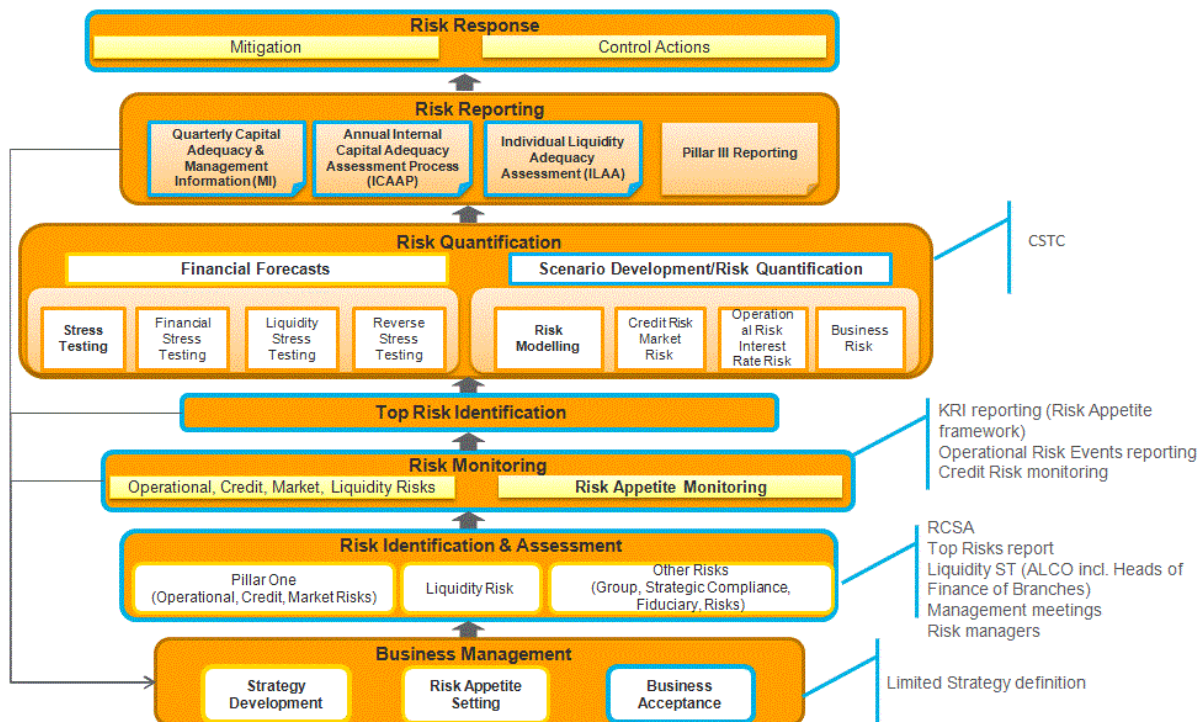 Risk Response
Mitigation
Control Actions
Risk Reporting
Quarterly Capital
Adequacy &
Management
Information (MI)
Annual Internal
Capital Adequacy
Assessment Process
(ICAAP)
Individual Liquidity
Adequacy
Assessment (ILAA)
Pillar III Reporting
Risk Quantification
Financial Forecasts
Scenario Development/Risk Quantification
Stress
Testing
Financial
Stress
Testing
Liquidity
Stress
Testing
Reverse
Stress
Testing
Risk
Modelling
Credit Risk
Market
Risk
Operation
al Risk
Interest
Rate Risk
Business
Risk
CSTC
Top Risk Identification
Risk Monitoring
Operational, Credit, Market, Liquidity Risks
Risk Appetite Monitoring
KRI reporting (Risk Appetite
framework)
Operational Risk Events reporting
Credit Risk monitoring
Risk Identification & Assessment
Pillar One
(Operational, Credit, Market Risks)
Liquidity Risk
Other Risks
(Group, Strategic Compliance,
Fiduciary, Risks)
RCSA
Top Risks report
Liquidity ST (ALCO incl. Heads of
Finance of Branches)
Management meetings
Risk managers
Business Management
Strategy
Development
Risk Appetite
Setting
Business
Acceptance
Limited Strategy definition